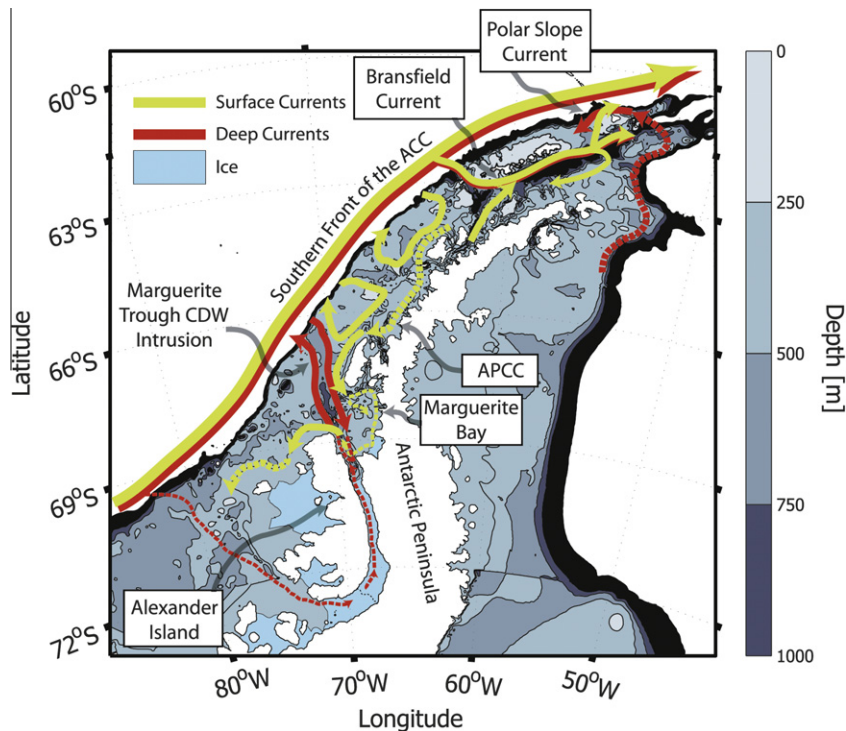 Polar Slope
Current
Bransfield
Current
60°S
63°S
66°S
69°S
72°S
Latitude
Surface Currents
Deep Currents
Ice
Southern Front of the ACC
Marguerite
Trough CDW
Intrusion
APCC
Marguerite
Bay
Antarctic Peninsula
Alexander
Island
80°W
70°W
60°W
50°W
Longitude
0
250
500
750
1000
Depth [m]